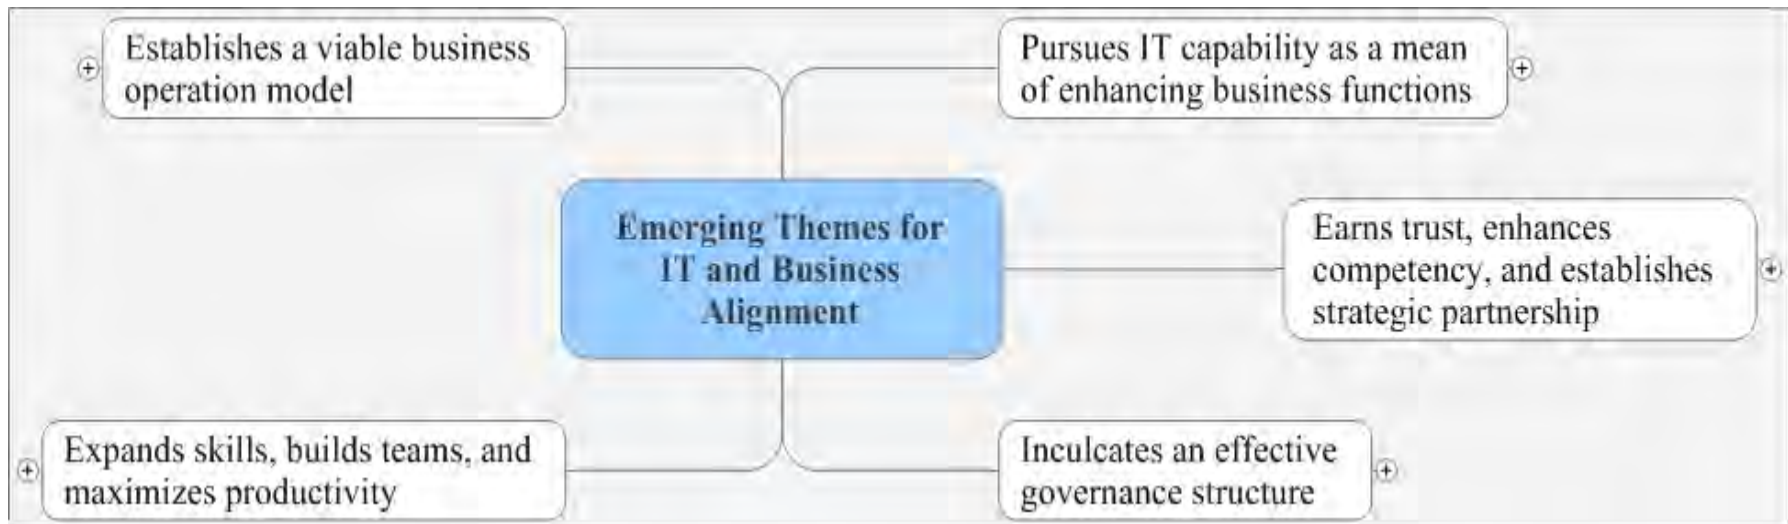 Establishes a viable business
operation model
Pursues IT capability as a mean
of enhancing business functions
Emerging Themes for
IT and Business
Alignment
Earns trust, enhances
competency, and establishes
strategic partnership
Expands skills, builds teams, and
maximizes productivity
Inculcates an effective
governance structure